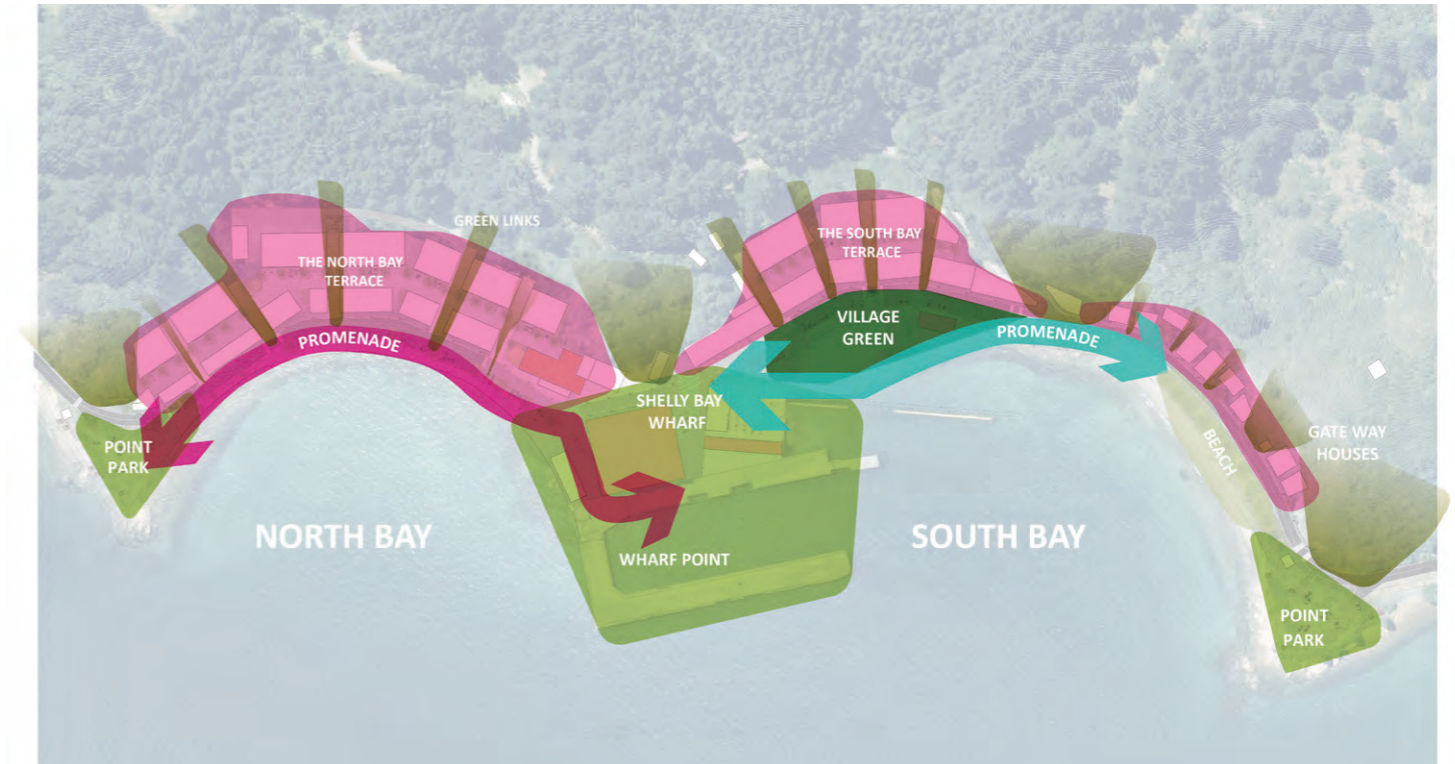 GREEN LINKS
THE NORTH BAY
TERRACE
THE SOUTH BAY
TERRACE
PROMENADE
VILLAGE
GREEN
PROMENADE
SHELLY BAY
WHARF
POINT
PARK
BEACH
GATE WAY
HOUSES
NORTH BAY
SOUTH BAY
WHARF POINT
POINT
PARK